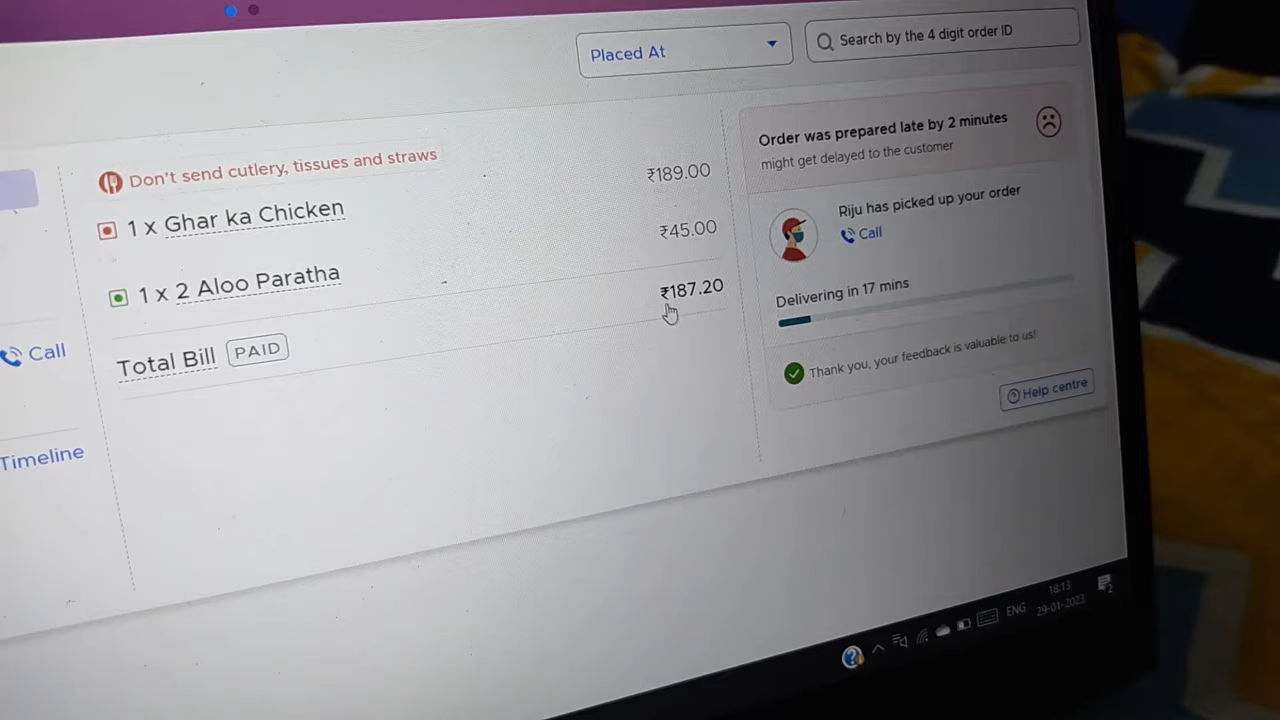 Placed At
Search by the 4 digit order ID
Don't send cutlery, tissues and straws
1 x Ghar ka Chicken
₹189.00
1 x 2 Aloo Paratha
₹45.00
Total Bill PAID
₹187.20
Call
Timeline
Order was prepared late by 2 minutes
might get delayed to the customer
Riju has picked up your order
Call
Delivering in 17 mins
Thank you, your feedback is valuable to us!
Help centre
ENG
18:13
29-01-2023
2